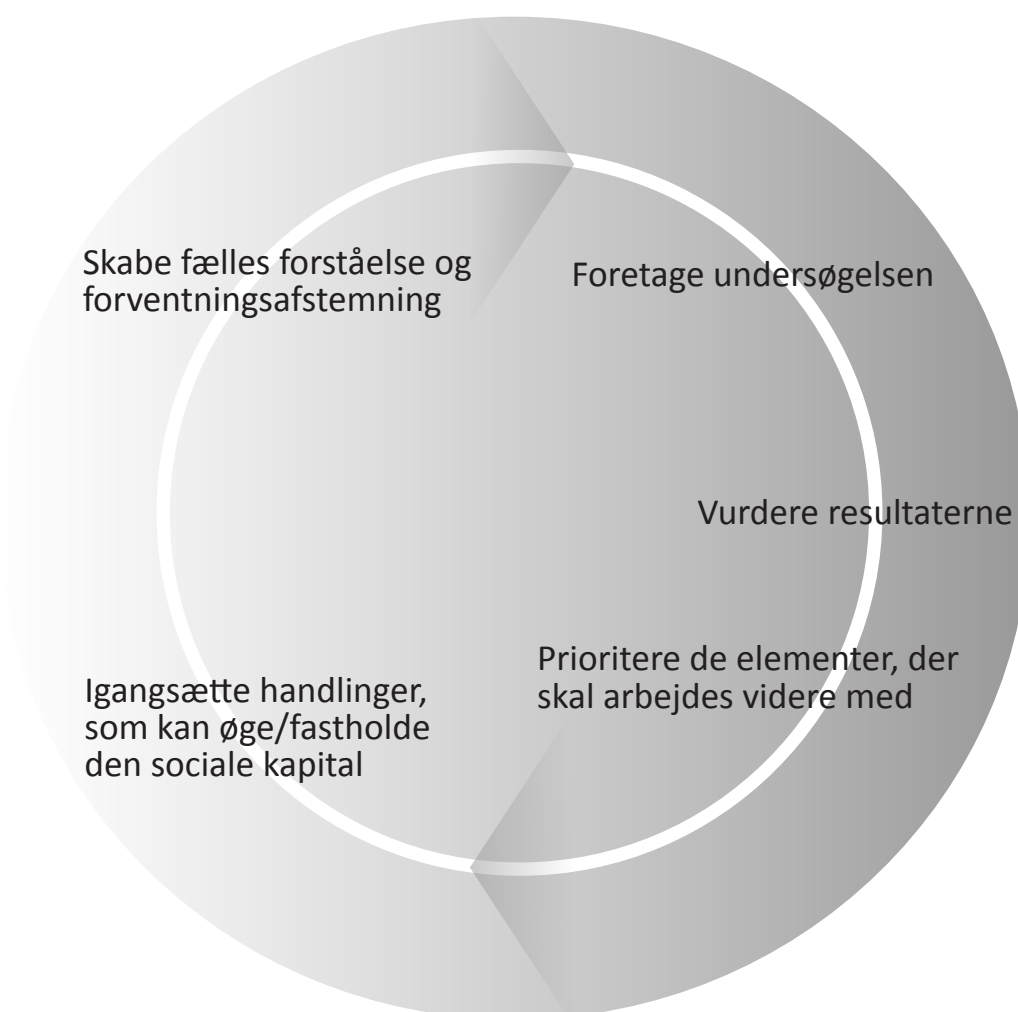 Skabe fælles forståelse og
forventningsafstemning
Foretage undersøgelsen
Vurdere resultaterne
Prioritere de elementer, der
skal arbejdes videre med
Igangsætte handlinger,
som kan øge/fastholde
den sociale kapital